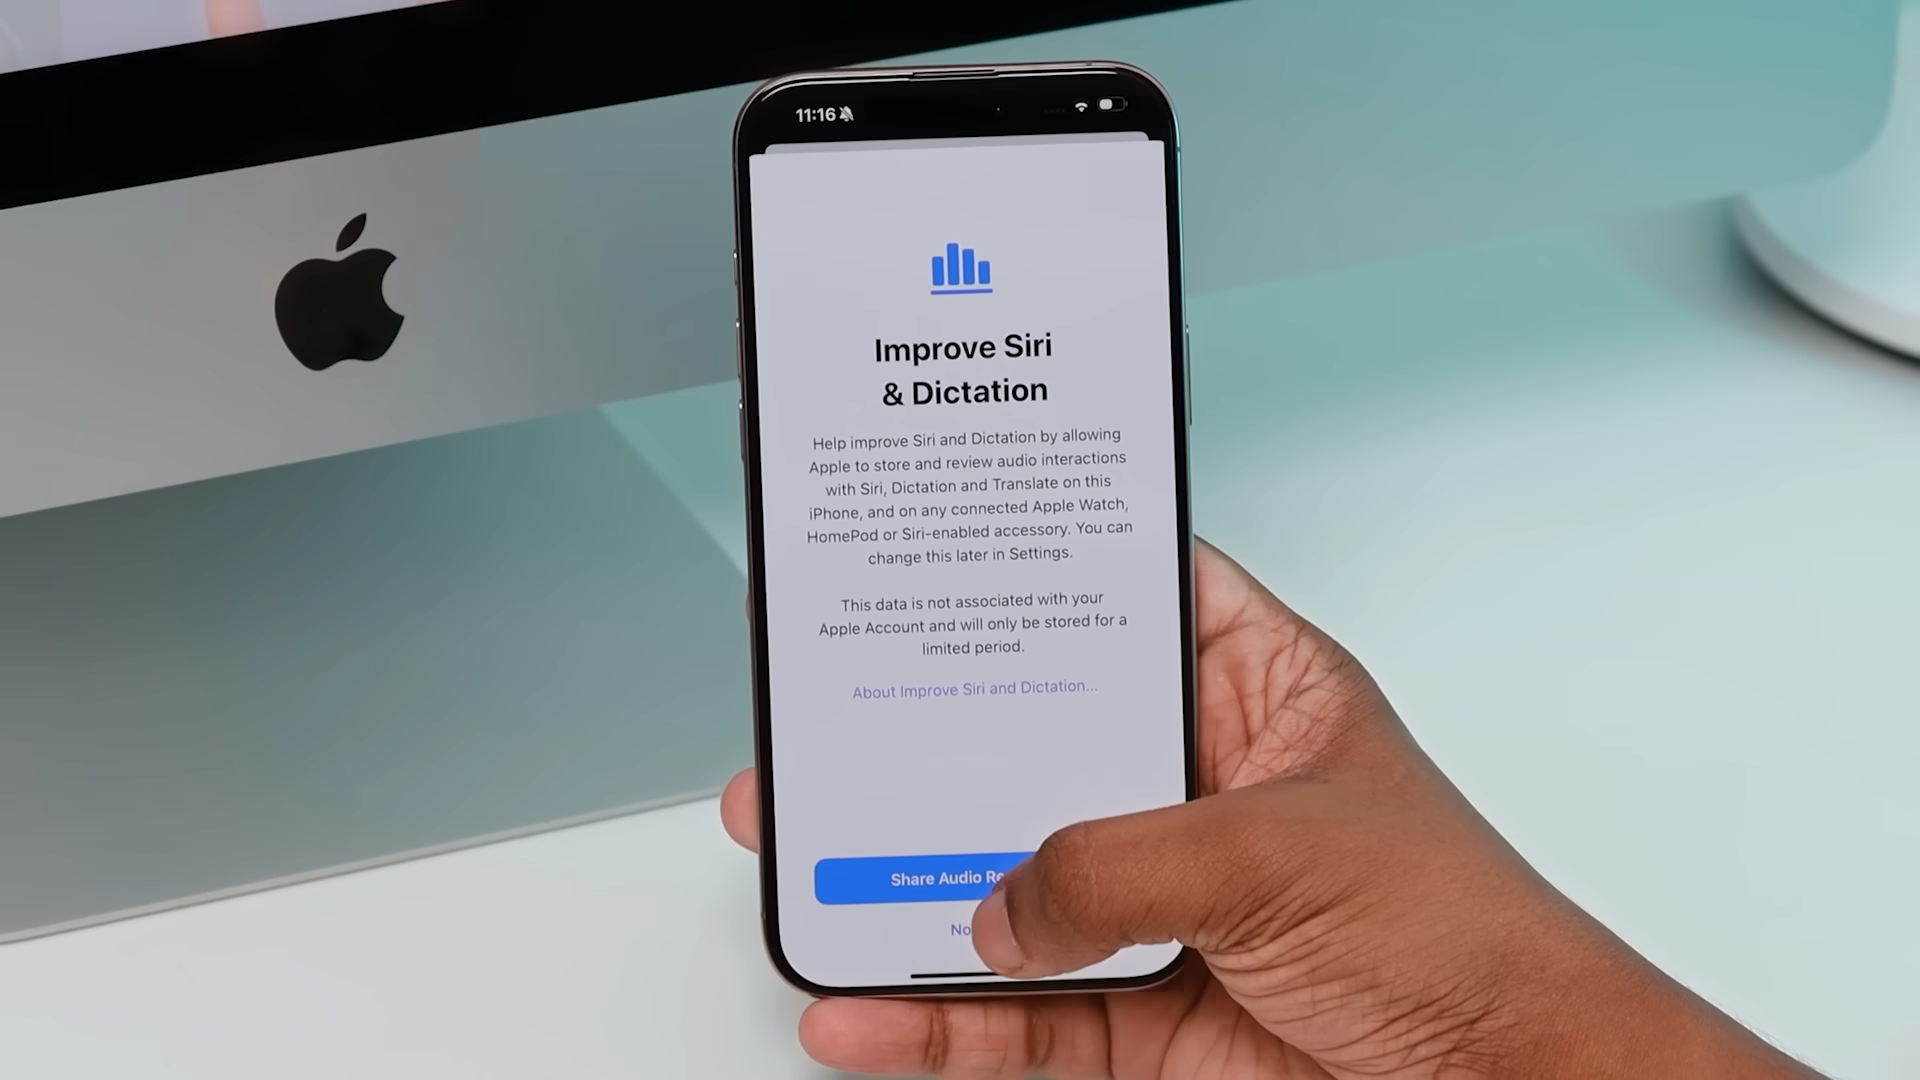 11:16
Improve Siri
& Dictation
Help improve Siri and Dictation by allowing
Apple to store and review audio interactions
with Siri, Dictation and Translate on this
iPhone, and on any connected Apple Watch,
HomePod or Siri-enabled accessory. You can
change this later in Settings.
This data is not associated with your
Apple Account and will only be stored for a
limited period.
About Improve Siri and Dictation...
Share Audio